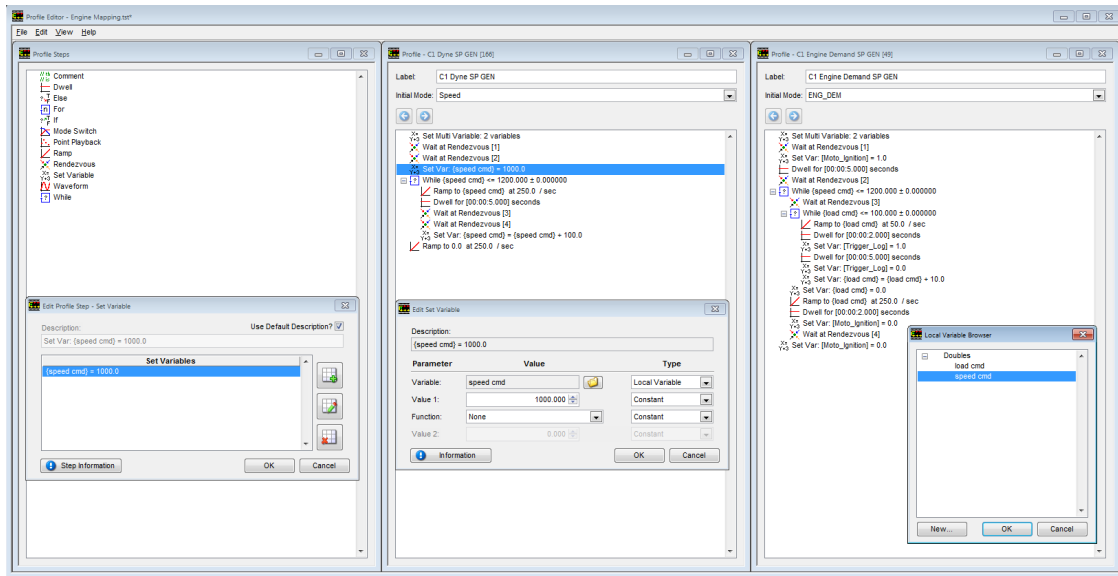 Profile Editor - Engine Mapping.tst*
File Edit View Help
Profile Steps
Comment
Dwell
Else
For
If
Mode Switch
Point Playback
Ramp
Rendezvous
Set Variable
Waveform
While
Edit Profile Step - Set Variable
Description:
Use Default Description?
Set Var: {speed cmd} = 1000.0
Set Variables
{speed cmd} = 1000.0
Step Information
OK
Cancel
Profile - C1 Dyne SP GEN [166]
Label: C1 Dyne SP GEN
Initial Mode: Speed
Set Multi Variable: 2 variables
Wait at Rendezvous [1]
Wait at Rendezvous [2]
Set Var: {speed cmd} = 1000.0
While {speed cmd} <= 1200.000 ± 0.000000
Ramp to {speed cmd} at 250.0 / sec
Dwell for [00:00:5.000] seconds
Wait at Rendezvous [3]
Wait at Rendezvous [4]
Set Var: {speed cmd} = {speed cmd} + 100.0
Ramp to 0.0 at 250.0 / sec
Edit Set Variable
Description:
{speed cmd} = 1000.0
Parameter Value Type
Variable: speed cmd Local Variable
Value 1: 1000.000 Constant
Function: None Constant
Value 2: 0.000 Constant
Information
OK
Cancel
Profile - C1 Engine Demand SP GEN [49]
Label: C1 Engine Demand SP GEN
Initial Mode: ENG_DEM
Set Multi Variable: 2 variables
Wait at Rendezvous [1]
Set Var: [Moto_Ignition] = 1.0
Dwell for [00:00:5.000] seconds
Wait at Rendezvous [2]
While {speed cmd} <= 1200.000 ± 0.000000
Wait at Rendezvous [3]
While {load cmd} <= 100.000 ± 0.000000
Ramp to {load cmd} at 50.0 / sec
Dwell for [00:00:2.000] seconds
Set Var: [Trigger_Log] = 1.0
Dwell for [00:00:5.000] seconds
Set Var: [Trigger_Log] = 0.0
Set Var: {load cmd} = {load cmd} + 10.0
Set Var: {load cmd} = 0.0
Ramp to {load cmd} at 250.0 / sec
Dwell for [00:00:2.000] seconds
Set Var: [Moto_Ignition] = 0.0
Wait at Rendezvous [4]
Set Var: [Moto_Ignition] = 0.0
Local Variable Browser
Doubles
load cmd
speed cmd
New...
OK
Cancel